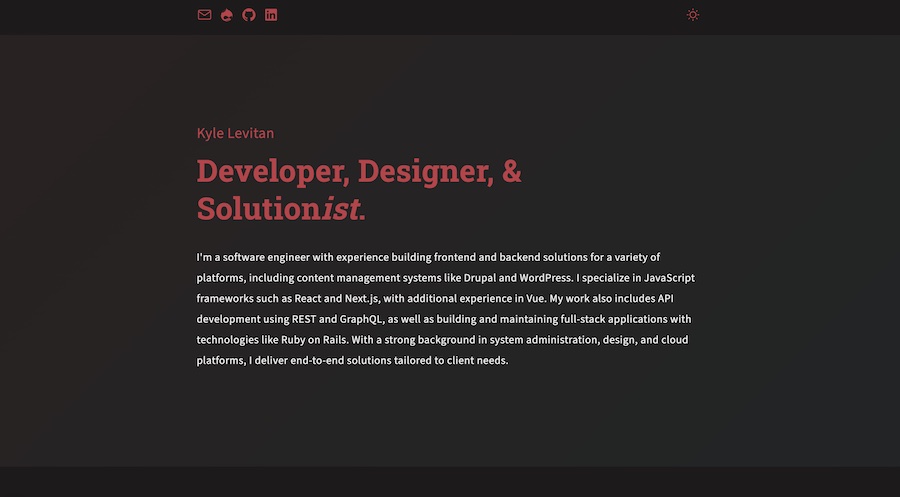 Kyle Levitan
Developer, Designer, &
Solutionist.
I'm a software engineer with experience building frontend and backend solutions for a variety of
platforms, including content management systems like Drupal and WordPress. I specialize in JavaScript
frameworks such as React and Next.js, with additional experience in Vue. My work also includes API
development using REST and GraphQL, as well as building and maintaining full-stack applications with
technologies like Ruby on Rails. With a strong background in system administration, design, and cloud
platforms, I deliver end-to-end solutions tailored to client needs.